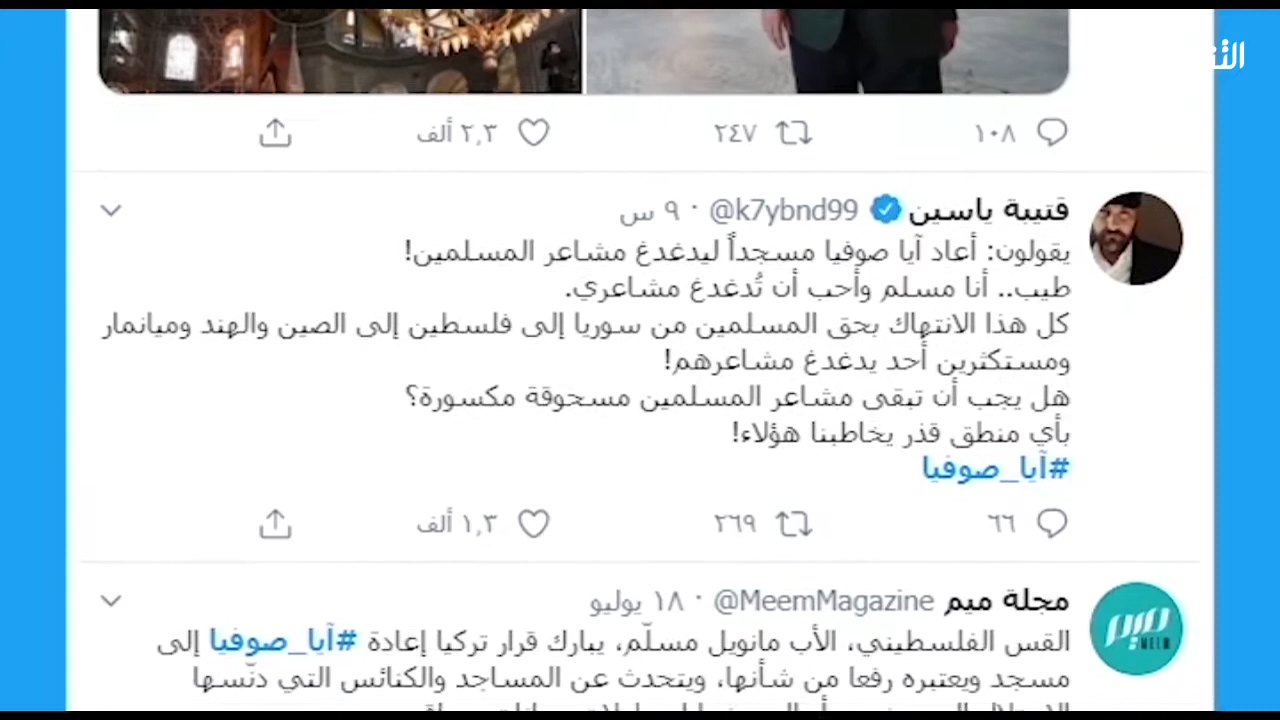 ١٠٨ ٢٤٧ ٢,٣ ألف
قتيبة ياسين @k7ybnd99 · ٩ س
يقولون: أعاد آيا صوفيا مسجداً ليدغدغ مشاعر المسلمين!
طيب.. أنا مسلم وأحب أن تُدغدغ مشاعري.
كل هذا الانتهاك بحق المسلمين من سوريا إلى فلسطين إلى الصين والهند وميانمار
ومستكثرين أحد يدغدغ مشاعرهم!
هل يجب أن تبقى مشاعر المسلمين مسحوقة مكسورة؟
بأي منطق قذر يخاطبنا هؤلاء!
#آيا_صوفيا
٦٦ ٢٦٩ ١,٣ ألف
مجلة ميم @MeemMagazine · ١٨ يوليو
ميم
MEEM
القس الفلسطيني، الأب مانويل مسلّم، يبارك قرار تركيا إعادة #آيا_صوفيا إلى
مسجد ويعتبره رفعا من شأنها، ويتحدث عن المساجد والكنائس التي دنّسها